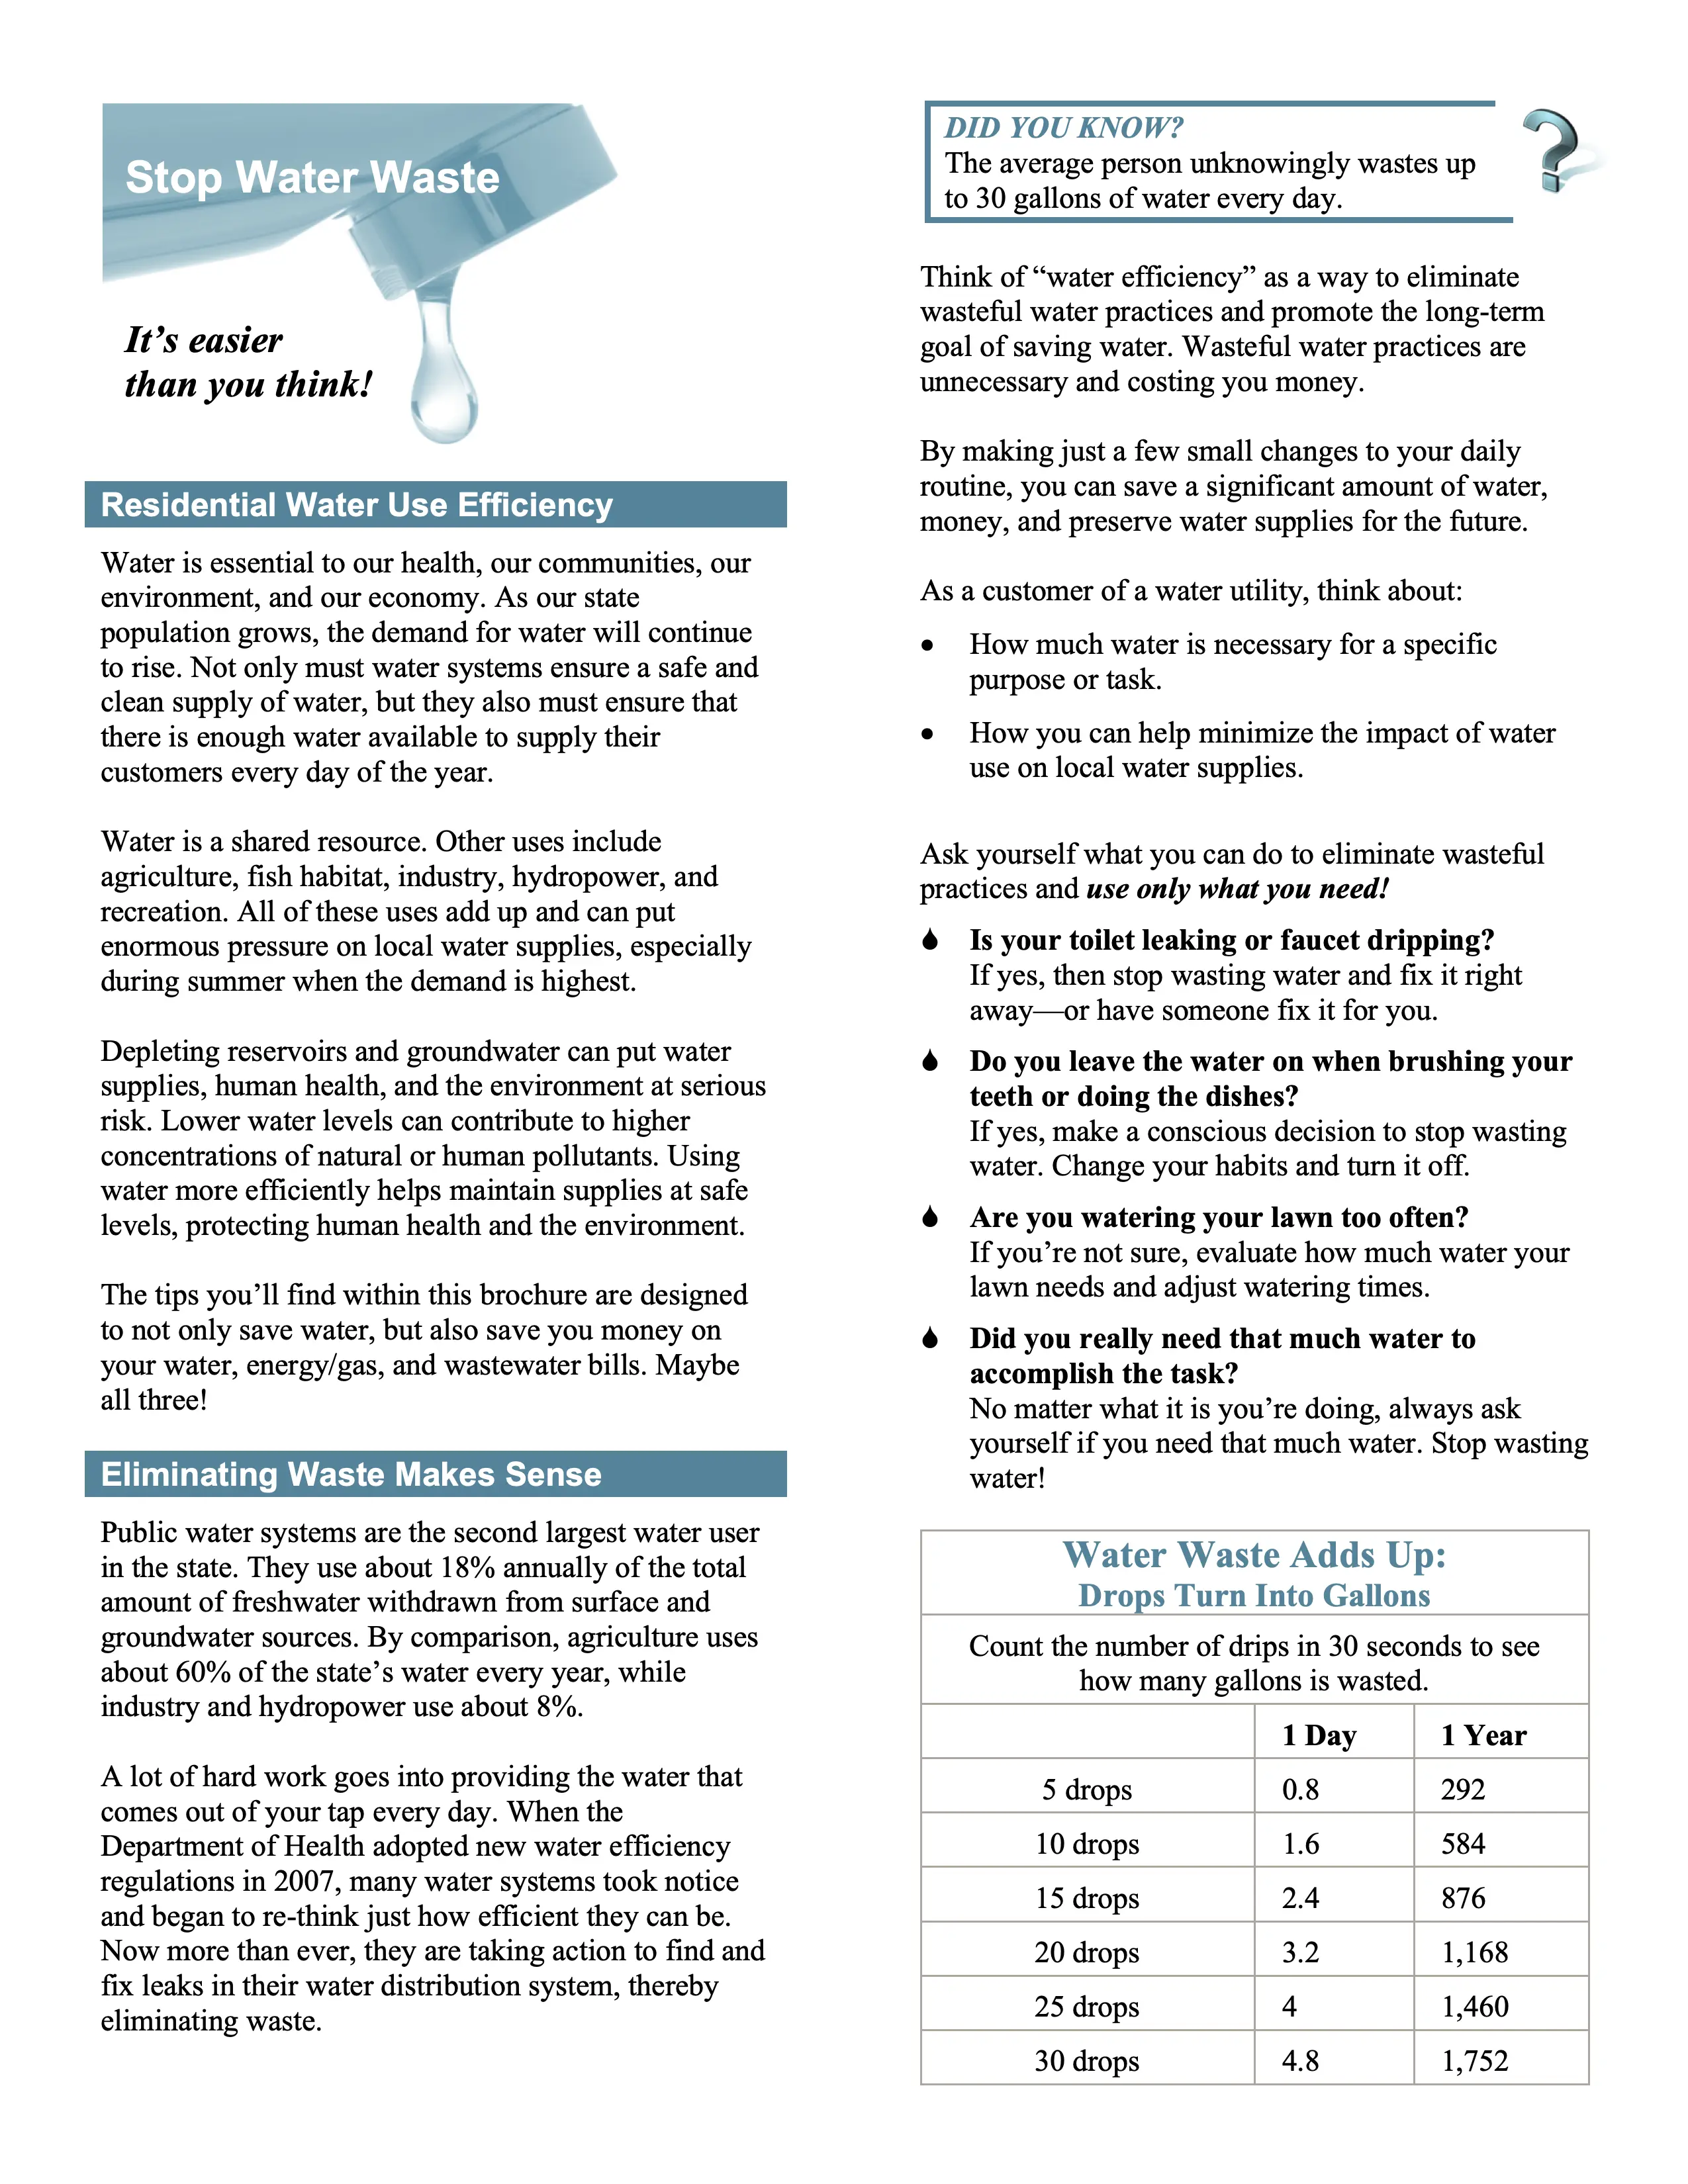 Stop Water Waste
It’s easier
than you think!
Residential Water Use Efficiency
Water is essential to our health, our communities, our
environment, and our economy. As our state
population grows, the demand for water will continue
to rise. Not only must water systems ensure a safe and
clean supply of water, but they also must ensure that
there is enough water available to supply their
customers every day of the year.
Water is a shared resource. Other uses include
agriculture, fish habitat, industry, hydropower, and
recreation. All of these uses add up and can put
enormous pressure on local water supplies, especially
during summer when the demand is highest.
Depleting reservoirs and groundwater can put water
supplies, human health, and the environment at serious
risk. Lower water levels can contribute to higher
concentrations of natural or human pollutants. Using
water more efficiently helps maintain supplies at safe
levels, protecting human health and the environment.
The tips you’ll find within this brochure are designed
to not only save water, but also save you money on
your water, energy/gas, and wastewater bills. Maybe
all three!
Eliminating Waste Makes Sense
Public water systems are the second largest water user
in the state. They use about 18% annually of the total
amount of freshwater withdrawn from surface and
groundwater sources. By comparison, agriculture uses
about 60% of the state’s water every year, while
industry and hydropower use about 8%.
A lot of hard work goes into providing the water that
comes out of your tap every day. When the
Department of Health adopted new water efficiency
regulations in 2007, many water systems took notice
and began to re-think just how efficient they can be.
Now more than ever, they are taking action to find and
fix leaks in their water distribution system, thereby
eliminating waste.
DID YOU KNOW?
The average person unknowingly wastes up
to 30 gallons of water every day.
?
Think of “water efficiency” as a way to eliminate
wasteful water practices and promote the long-term
goal of saving water. Wasteful water practices are
unnecessary and costing you money.
By making just a few small changes to your daily
routine, you can save a significant amount of water,
money, and preserve water supplies for the future.
As a customer of a water utility, think about:
• How much water is necessary for a specific
purpose or task.
• How you can help minimize the impact of water
use on local water supplies.
Ask yourself what you can do to eliminate wasteful
practices and use only what you need!
Is your toilet leaking or faucet dripping?
If yes, then stop wasting water and fix it right
away—or have someone fix it for you.
Do you leave the water on when brushing your
teeth or doing the dishes?
If yes, make a conscious decision to stop wasting
water. Change your habits and turn it off.
Are you watering your lawn too often?
If you’re not sure, evaluate how much water your
lawn needs and adjust watering times.
Did you really need that much water to
accomplish the task?
No matter what it is you’re doing, always ask
yourself if you need that much water. Stop wasting
water!
Water Waste Adds Up:
Drops Turn Into Gallons
Count the number of drips in 30 seconds to see
how many gallons is wasted.
1 Day 1 Year
5 drops 0.8 292
10 drops 1.6 584
15 drops 2.4 876
20 drops 3.2 1,168
25 drops 4 1,460
30 drops 4.8 1,752